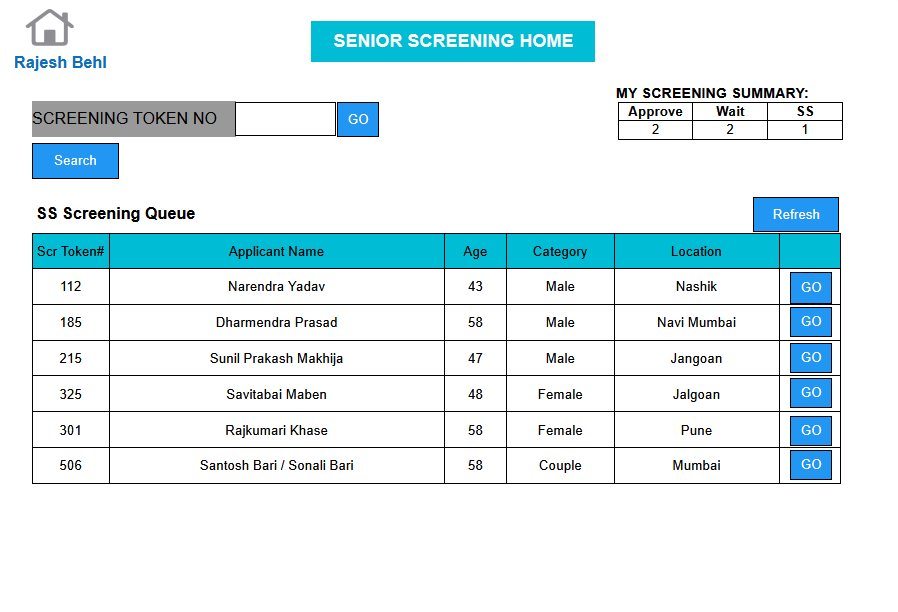 SENIOR SCREENING HOME
Rajesh Behl
MY SCREENING SUMMARY:
Approve Wait SS
2 2 1
SCREENING TOKEN NO GO
Search
SS Screening Queue Refresh
Scr Token# Applicant Name Age Category Location
112 Narendra Yadav 43 Male Nashik GO
185 Dharmendra Prasad 58 Male Navi Mumbai GO
215 Sunil Prakash Makhija 47 Male Jangoan GO
325 Savitabai Maben 48 Female Jalgoan GO
301 Rajkumari Khase 58 Female Pune GO
506 Santosh Bari / Sonali Bari 58 Couple Mumbai GO